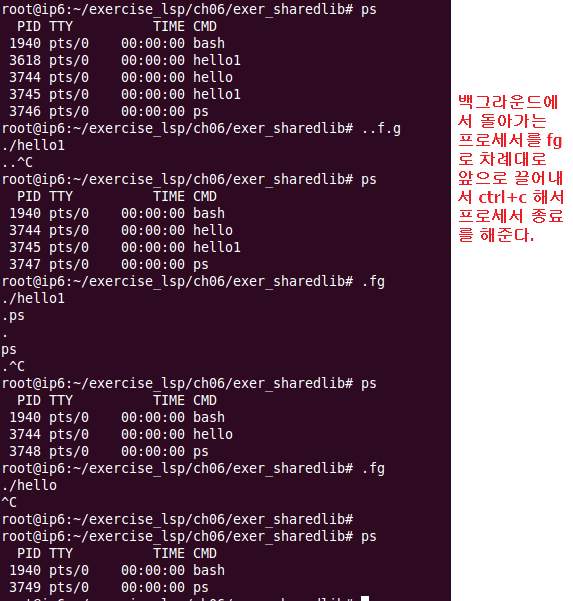 root@ip6:~/exercise_lsp/ch06/exer_sharedlib# ps
  PID TTY          TIME CMD
 1940 pts/0    00:00:00 bash
 3618 pts/0    00:00:00 hello1
 3744 pts/0    00:00:00 hello
 3745 pts/0    00:00:00 hello1
 3746 pts/0    00:00:00 ps
root@ip6:~/exercise_lsp/ch06/exer_sharedlib# ..f.g
./hello1
..^C
root@ip6:~/exercise_lsp/ch06/exer_sharedlib# ps
  PID TTY          TIME CMD
 1940 pts/0    00:00:00 bash
 3744 pts/0    00:00:00 hello
 3745 pts/0    00:00:00 hello1
 3747 pts/0    00:00:00 ps
root@ip6:~/exercise_lsp/ch06/exer_sharedlib# .fg
./hello1
.ps
.
ps
.^C
root@ip6:~/exercise_lsp/ch06/exer_sharedlib# ps
  PID TTY          TIME CMD
 1940 pts/0    00:00:00 bash
 3744 pts/0    00:00:00 hello
 3748 pts/0    00:00:00 ps
root@ip6:~/exercise_lsp/ch06/exer_sharedlib# .fg
./hello
^C
root@ip6:~/exercise_lsp/ch06/exer_sharedlib#
root@ip6:~/exercise_lsp/ch06/exer_sharedlib# ps
  PID TTY          TIME CMD
 1940 pts/0    00:00:00 bash
 3749 pts/0    00:00:00 ps
백그라운드에
서 돌아가는
프로세서를 fg
로 차례대로
앞으로 끌어내
서 ctrl+c 해서
프로세서 종료
를 해준다.